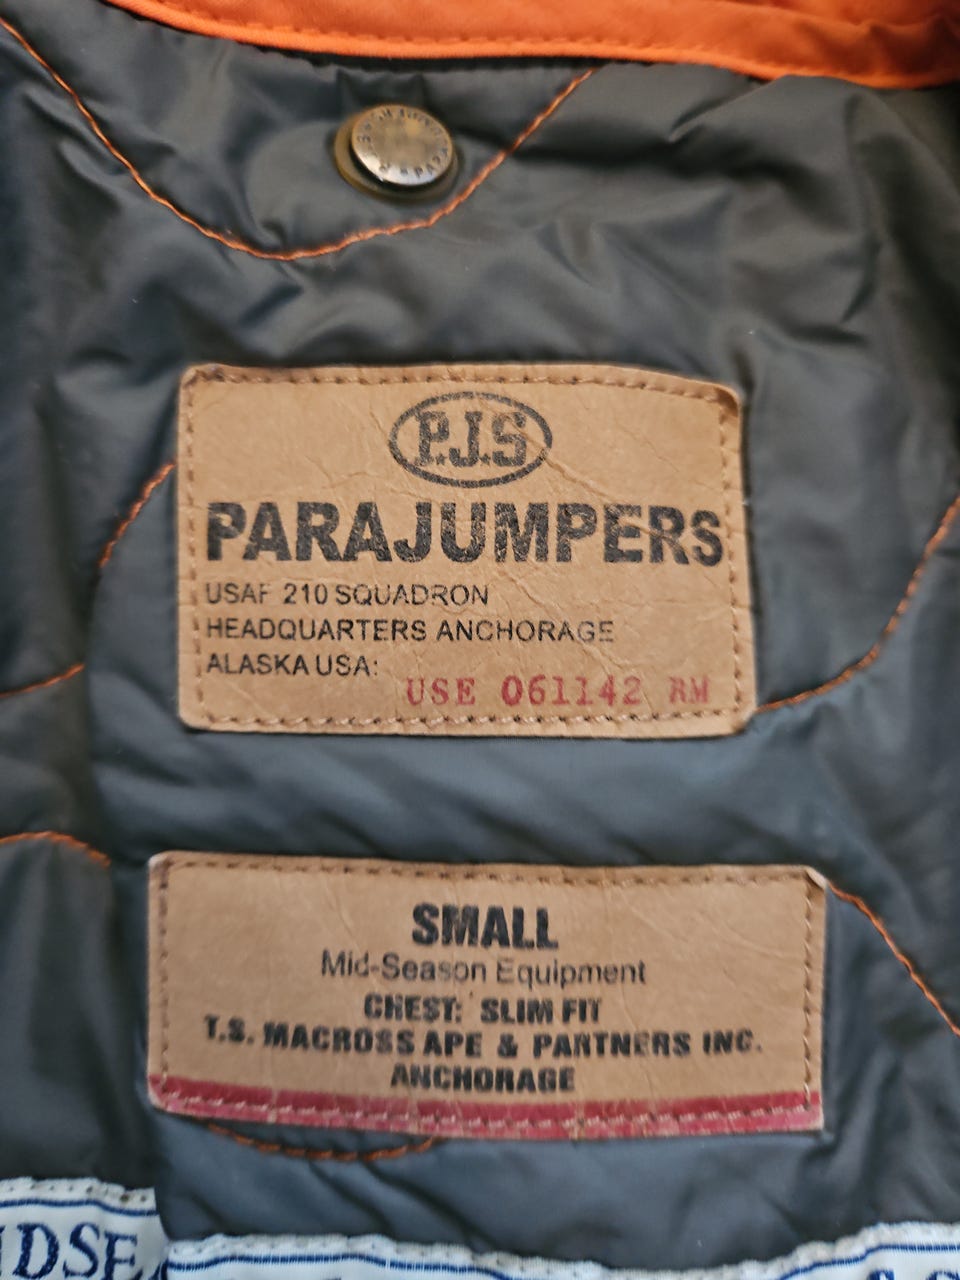 P.J.S
PARAJUMPERS
USAF 210 SQUADRON
HEADQUARTERS ANCHORAGE
ALASKA USA:
USE 061142 RM
SMALL
Mid-Season Equipment
CHEST: SLIM FIT
T.S. MACROSS APE & PARTNERS INC.
ANCHORAGE